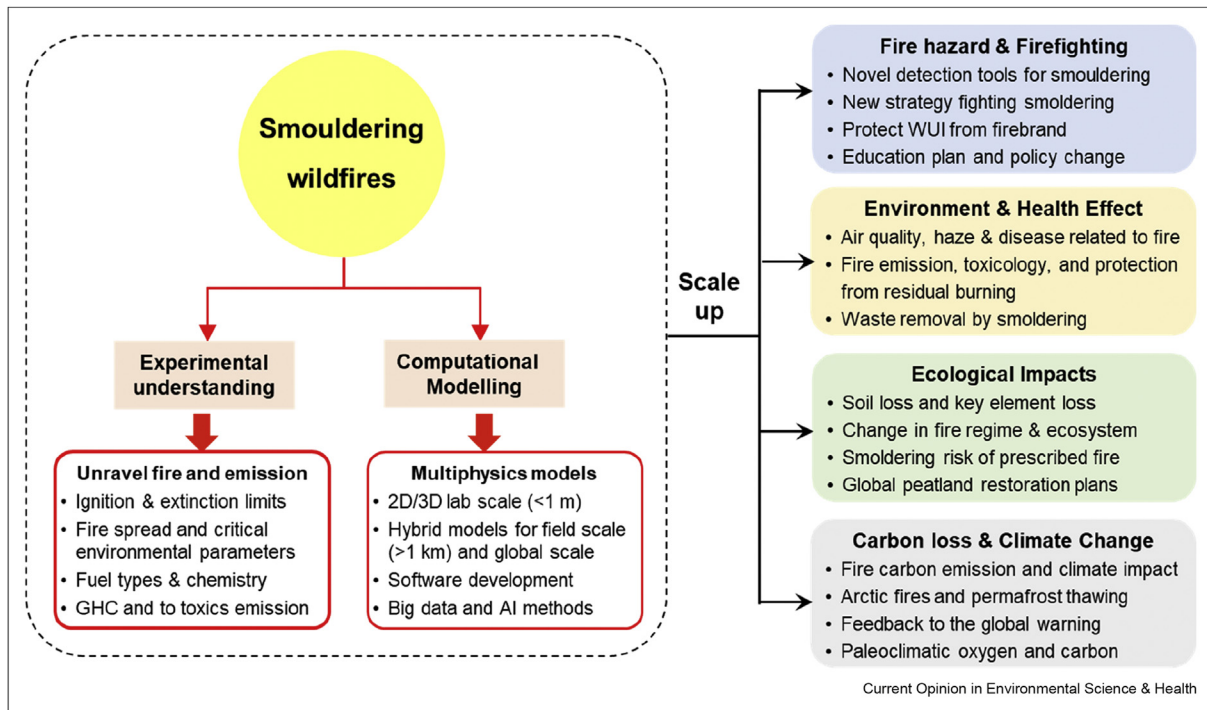 Smouldering
wildfires
Experimental
understanding
Computational
Modelling
Unravel fire and emission
• Ignition & extinction limits
• Fire spread and critical
environmental parameters
• Fuel types & chemistry
• GHC and to toxics emission
Multiphysics models
• 2D/3D lab scale (<1 m)
• Hybrid models for field scale
(>1 km) and global scale
• Software development
• Big data and AI methods
Scale
up
Fire hazard & Firefighting
• Novel detection tools for smouldering
• New strategy fighting smoldering
• Protect WUI from firebrand
• Education plan and policy change
Environment & Health Effect
• Air quality, haze & disease related to fire
• Fire emission, toxicology, and protection
from residual burning
• Waste removal by smoldering
Ecological Impacts
• Soil loss and key element loss
• Change in fire regime & ecosystem
• Smoldering risk of prescribed fire
• Global peatland restoration plans
Carbon loss & Climate Change
• Fire carbon emission and climate impact
• Arctic fires and permafrost thawing
• Feedback to the global warning
• Paleoclimatic oxygen and carbon
Current Opinion in Environmental Science & Health